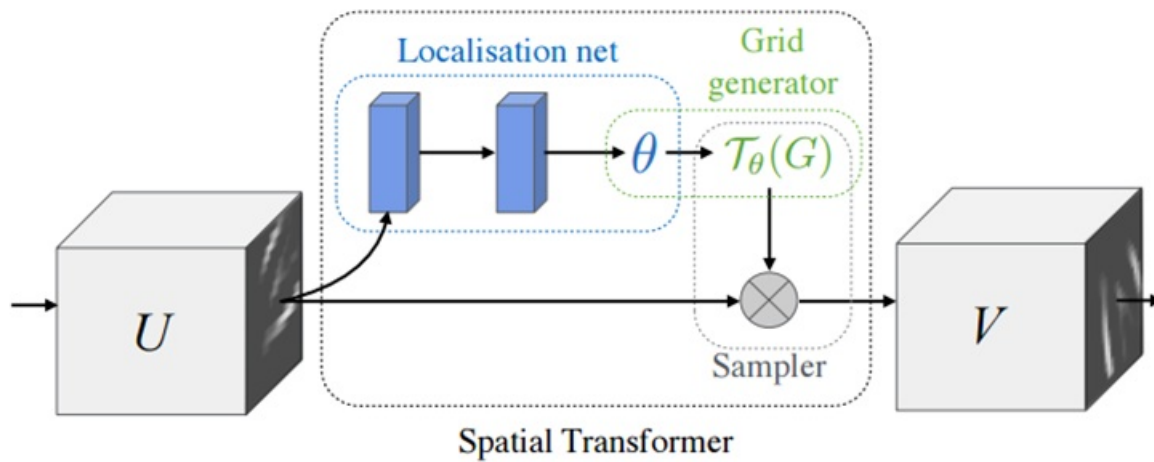 Localisation net
Grid
generator
θ
𝒯θ(G)
U
V
Sampler
Spatial Transformer